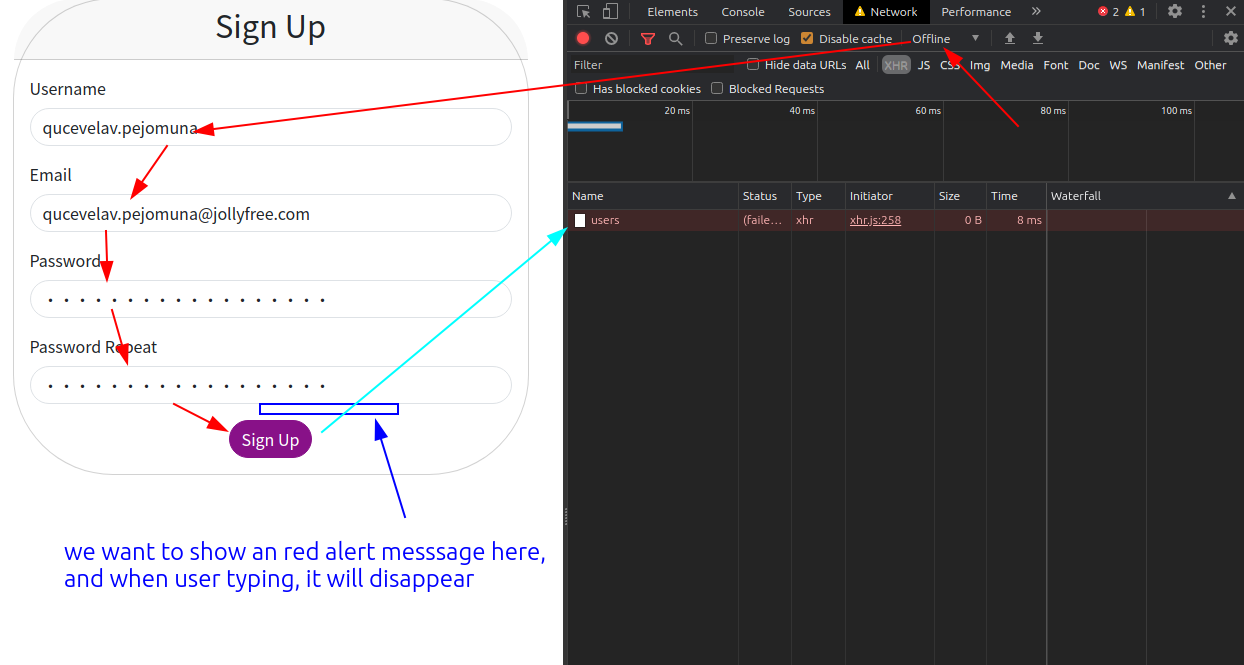 Sign Up
Username
qucevelav.pejomuna
Email
qucevelav.pejomuna@jollyfree.com
Password
Password Repeat
Sign Up
we want to show an red alert messsage here,
and when user typing, it will disappear
Elements Console Sources Network Performance » 2 1
Preserve log Disable cache Offline
Filter Hide data URLs All XHR JS CSS Img Media Font Doc WS Manifest Other
Has blocked cookies Blocked Requests
20 ms 40 ms 60 ms 80 ms 100 ms
Name Status Type Initiator Size Time Waterfall
users (faile… xhr xhr.js:258 0 B 8 ms